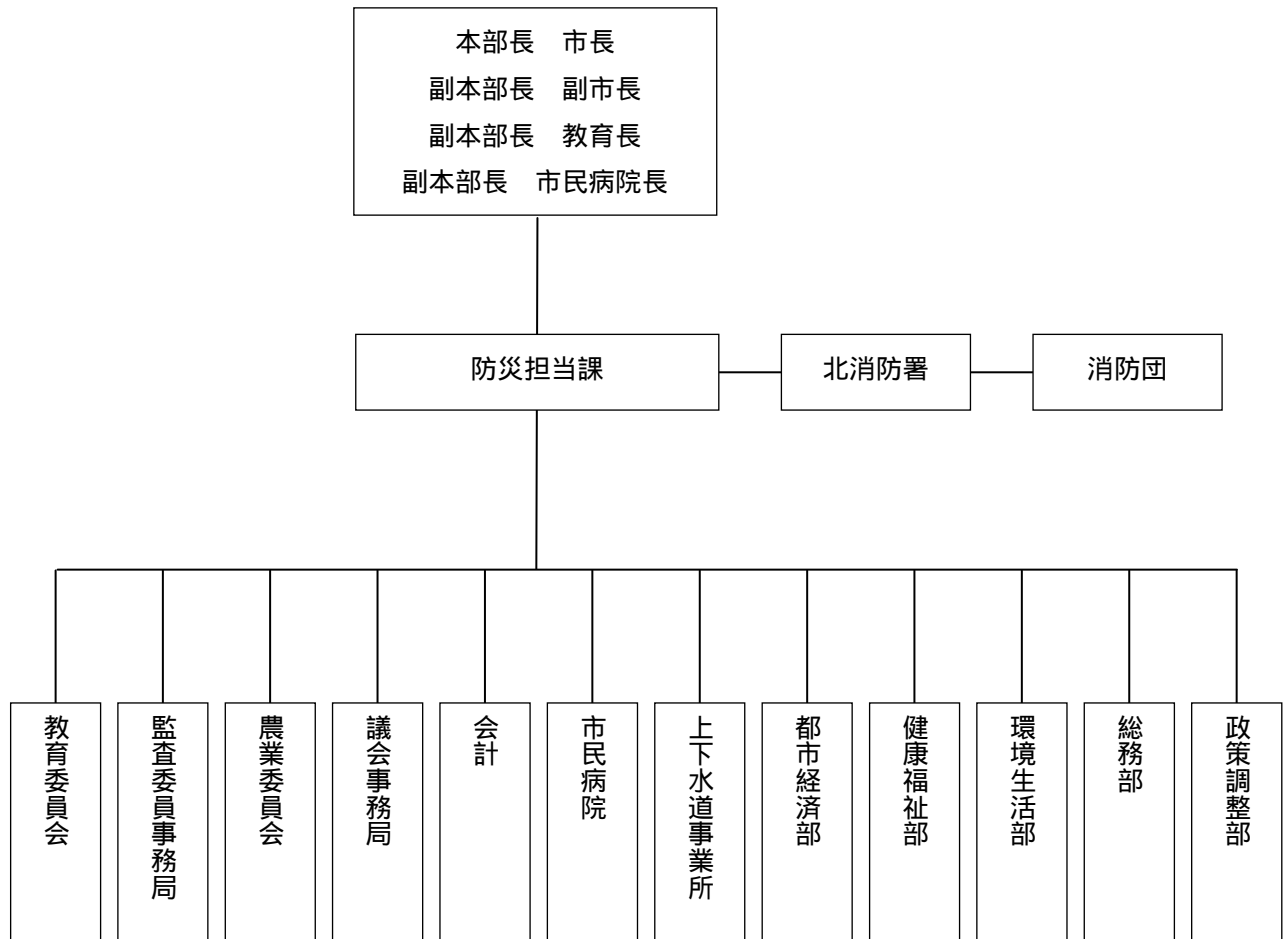 本部長　市長
副本部長　副市長
副本部長　教育長
副本部長　市民病院長
防災担当課
北消防署
消防団
教育委員会
監査委員事務局
農業委員会
議会事務局
会計
市民病院
上下水道事業所
都市経済部
健康福祉部
環境生活部
総務部
政策調整部